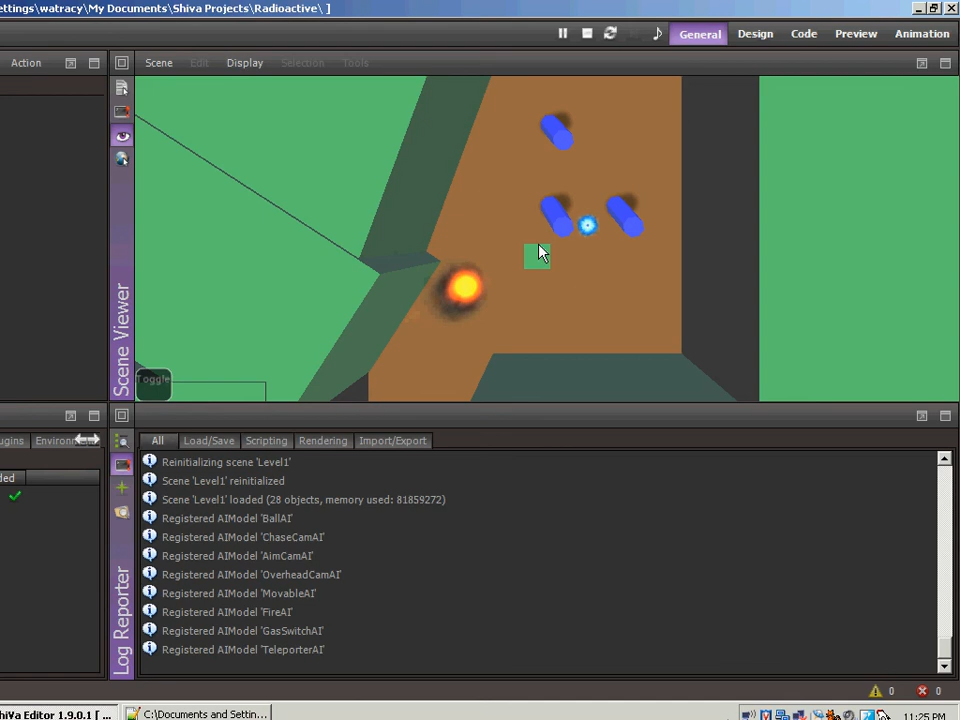 ettings\watracy\My Documents\Shiva Projects\Radioactive\ ]
General Design Code Preview Animation
Action Scene Edit Display Selection Tools
Scene Viewer
Toggle
ugins Environ
All Load/Save Scripting Rendering Import/Export
ded
Reinitializing scene 'Level1'
Scene 'Level1' reinitialized
Scene 'Level1' loaded (28 objects, memory used: 81859272)
Registered AIModel 'BallAI'
Registered AIModel 'ChaseCamAI'
Registered AIModel 'AimCamAI'
Registered AIModel 'OverheadCamAI'
Registered AIModel 'MovableAI'
Registered AIModel 'FireAI'
Registered AIModel 'GasSwitchAI'
Registered AIModel 'TeleporterAI'
Log Reporter
0 0
ShiVa Editor 1.9.0.1 [ ... C:\Documents and Settin... 11:25 PM